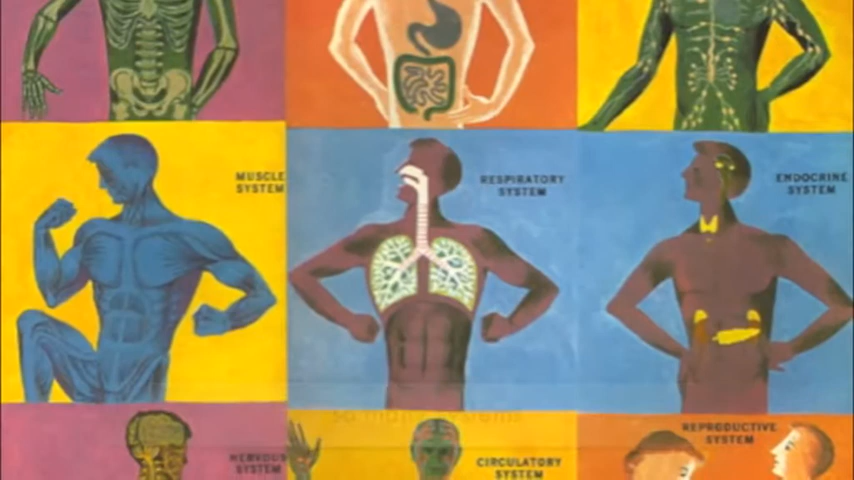 MUSCLE
SYSTEM
RESPIRATORY
SYSTEM
ENDOCRINE
SYSTEM
NERVOUS
SYSTEM
CIRCULATORY
SYSTEM
REPRODUCTIVE
SYSTEM